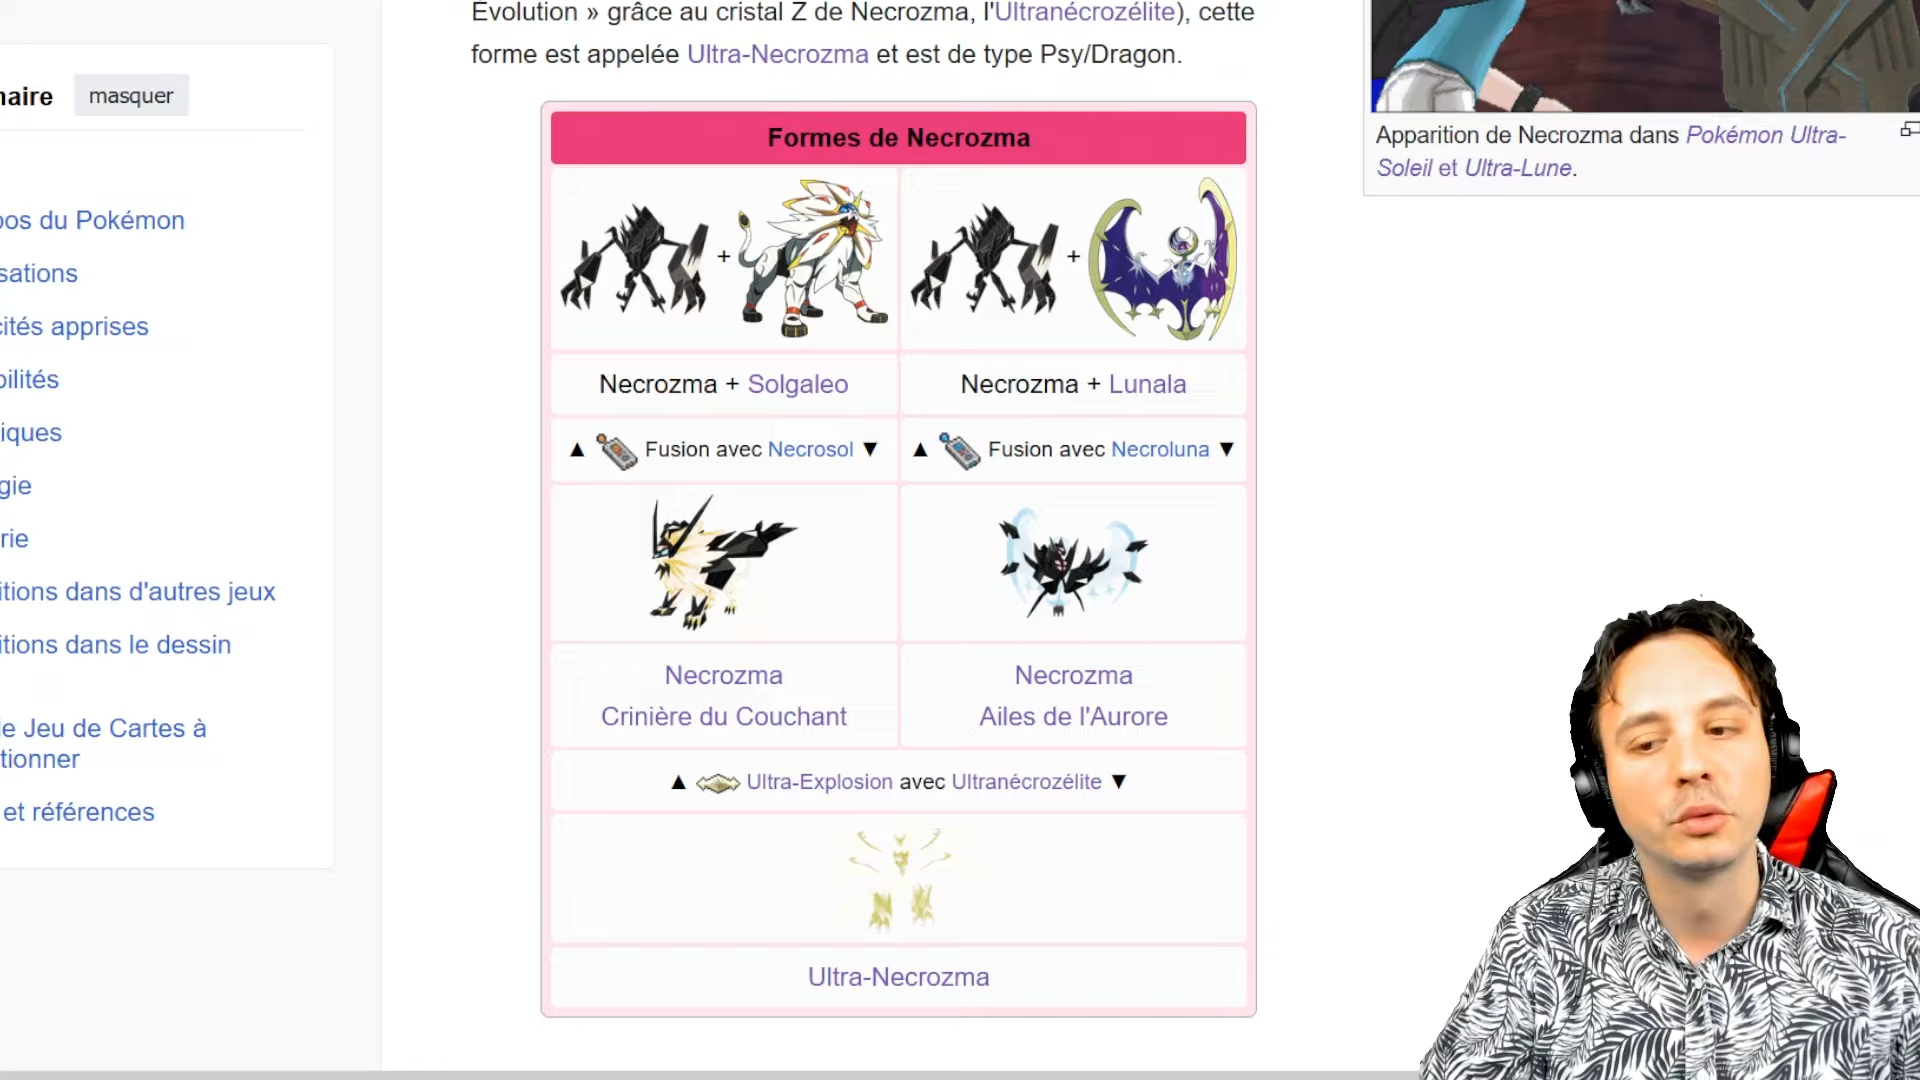 Evolution » grâce au cristal Z de Necrozma, l'Ultranécrozélite), cette
forme est appelée Ultra-Necrozma et est de type Psy/Dragon.
naire masquer
pos du Pokémon
sations
cités apprises
bilités
iques
gie
rie
itions dans d'autres jeux
itions dans le dessin
le Jeu de Cartes à
tionner
et références
Formes de Necrozma
+ +
Necrozma + Solgaleo Necrozma + Lunala
▲ Fusion avec Necrosol ▼ ▲ Fusion avec Necroluna ▼
Necrozma Necrozma
Crinière du Couchant Ailes de l'Aurore
▲ Ultra-Explosion avec Ultranécrozélite ▼
Ultra-Necrozma
Apparition de Necrozma dans Pokémon Ultra-
Soleil et Ultra-Lune.